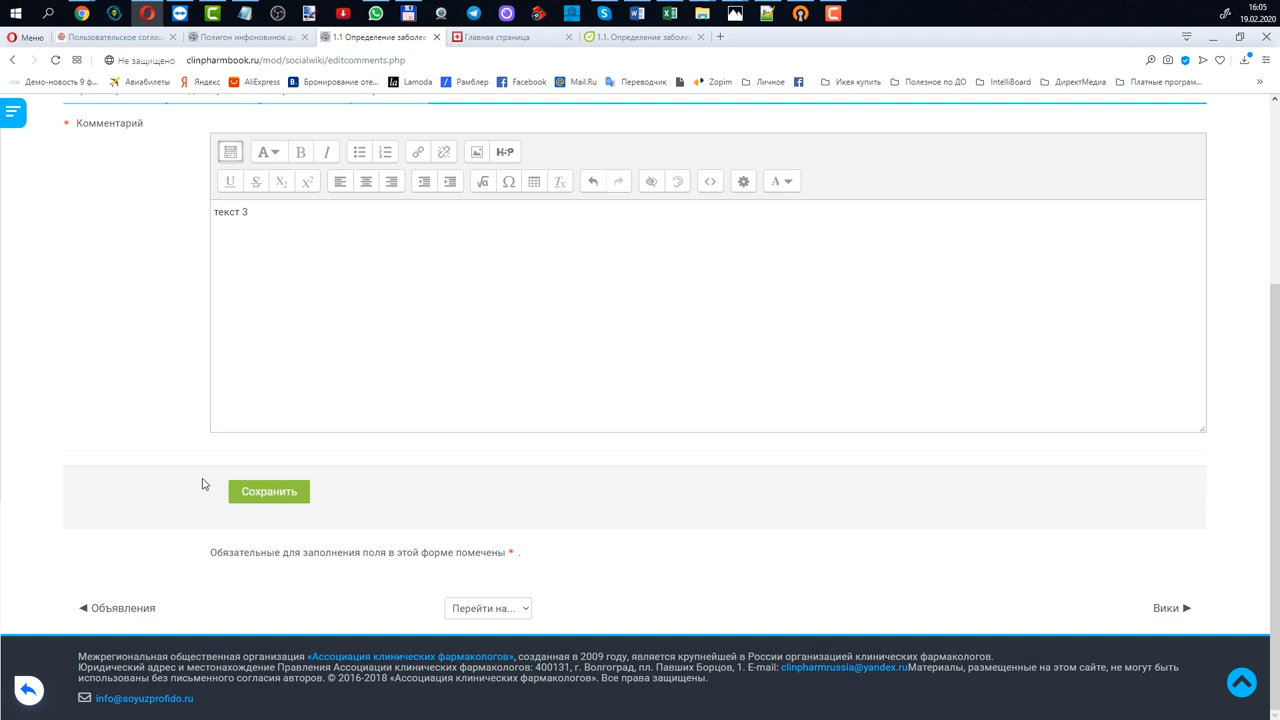 16:05
19.02.2020
Меню
Пользовательское согла
Полигон инфоновинок д
1.1 Определение заболев
Главная страница
1.1. Определение заболе
Не защищено
clinpharmbook.ru/mod/socialwiki/editcomments.php
Демо-новость 9 ф...
Авиабилеты
Яндекс
AliExpress
Бронирование оте...
Lamoda
Рамблер
Facebook
Mail.Ru
Переводчик
Zopim
Личное
Икея купить
Полезное по ДО
IntelliBoard
ДиректМедиа
Платные програм...
* Комментарий
H-P
текст 3
Сохранить
Обязательные для заполнения поля в этой форме помечены * .
◀ Объявления
Перейти на...
Вики ▶
Межрегиональная общественная организация «Ассоциация клинических фармакологов», созданная в 2009 году, является крупнейшей в России организацией клинических фармакологов.
Юридический адрес и местонахождение Правления Ассоциации клинических фармакологов: 400131, г. Волгоград, пл. Павших Борцов, 1. E-mail: clinpharmrussia@yandex.ruМатериалы, размещенные на этом сайте, не могут быть
использованы без письменного согласия авторов. © 2016-2018 «Ассоциация клинических фармакологов». Все права защищены.
info@soyuzprofido.ru